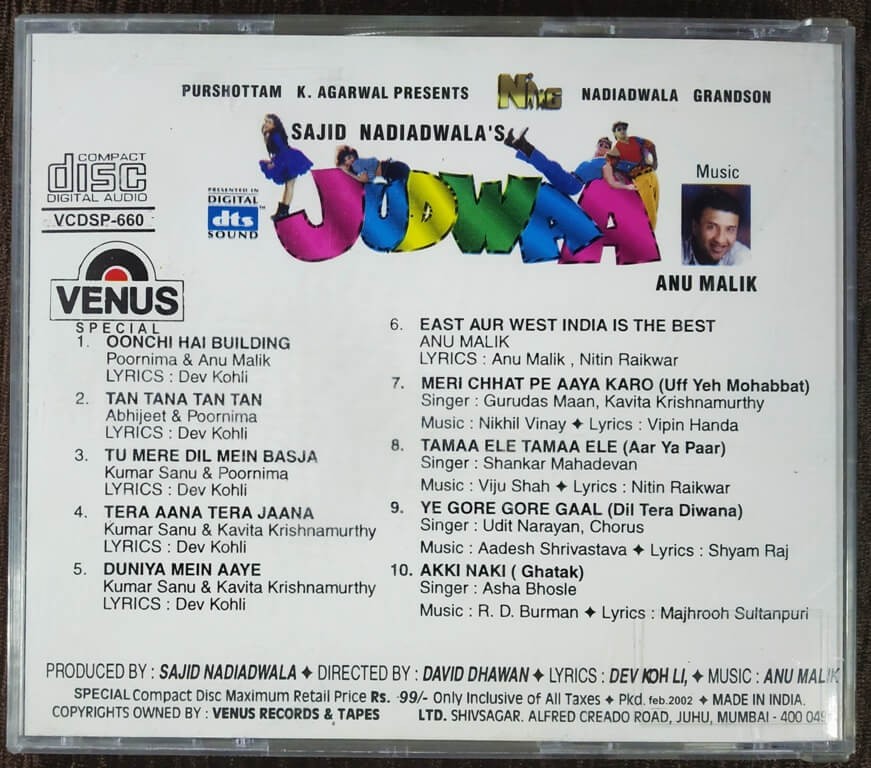 PURSHOTTAM K. AGARWAL PRESENTS NADIADWALA GRANDSON
SAJID NADIADWALA'S
COMPACT
disc
DIGITAL AUDIO
VCDSP-660
PRESENTED IN
DIGITAL
dts
SOUND
JUDWAA
Music
ANU MALIK
VENUS
SPECIAL
1. OONCHI HAI BUILDING
Poornima & Anu Malik
LYRICS : Dev Kohli
2. TAN TANA TAN TAN
Abhijeet & Poornima
LYRICS : Dev Kohli
3. TU MERE DIL MEIN BASJA
Kumar Sanu & Poornima
LYRICS : Dev Kohli
4. TERA AANA TERA JAANA
Kumar Sanu & Kavita Krishnamurthy
LYRICS : Dev Kohli
5. DUNIYA MEIN AAYE
Kumar Sanu & Kavita Krishnamurthy
LYRICS : Dev Kohli
6. EAST AUR WEST INDIA IS THE BEST
ANU MALIK
LYRICS : Anu Malik , Nitin Raikwar
7. MERI CHHAT PE AAYA KARO (Uff Yeh Mohabbat)
Singer : Gurudas Maan, Kavita Krishnamurthy
Music : Nikhil Vinay ✦ Lyrics : Vipin Handa
8. TAMAA ELE TAMAA ELE (Aar Ya Paar)
Singer : Shankar Mahadevan
Music : Viju Shah ✦ Lyrics : Nitin Raikwar
9. YE GORE GORE GAAL (Dil Tera Diwana)
Singer : Udit Narayan, Chorus
Music : Aadesh Shrivastava ✦ Lyrics : Shyam Raj
10. AKKI NAKI ( Ghatak)
Singer : Asha Bhosle
Music : R. D. Burman ✦ Lyrics : Majhrooh Sultanpuri
PRODUCED BY : SAJID NADIADWALA ✦ DIRECTED BY : DAVID DHAWAN ✦ LYRICS : DEV KOH LI, ✦ MUSIC : ANU MALIK
SPECIAL Compact Disc Maximum Retail Price Rs. 99/- Only Inclusive of All Taxes ✦ Pkd. feb.2002 ✦ MADE IN INDIA.
COPYRIGHTS OWNED BY : VENUS RECORDS & TAPES LTD. SHIVSAGAR. ALFRED CREADO ROAD, JUHU, MUMBAI - 400 049